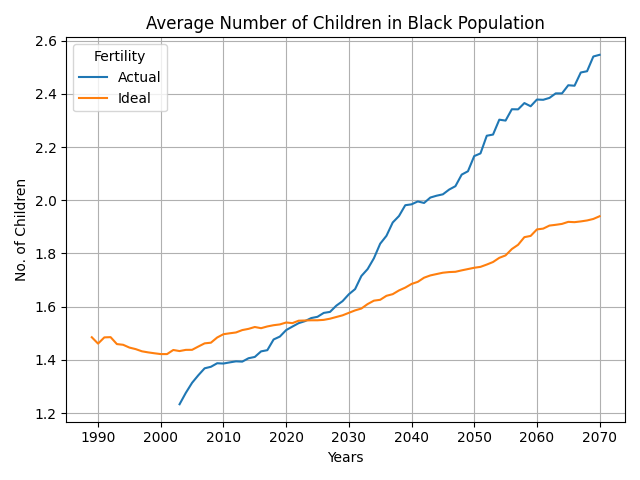 Average Number of Children in Black Population
Fertility
Actual
Ideal
No. of Children
2.6
2.4
2.2
2.0
1.8
1.6
1.4
1.2
1990 2000 2010 2020 2030 2040 2050 2060 2070
Years